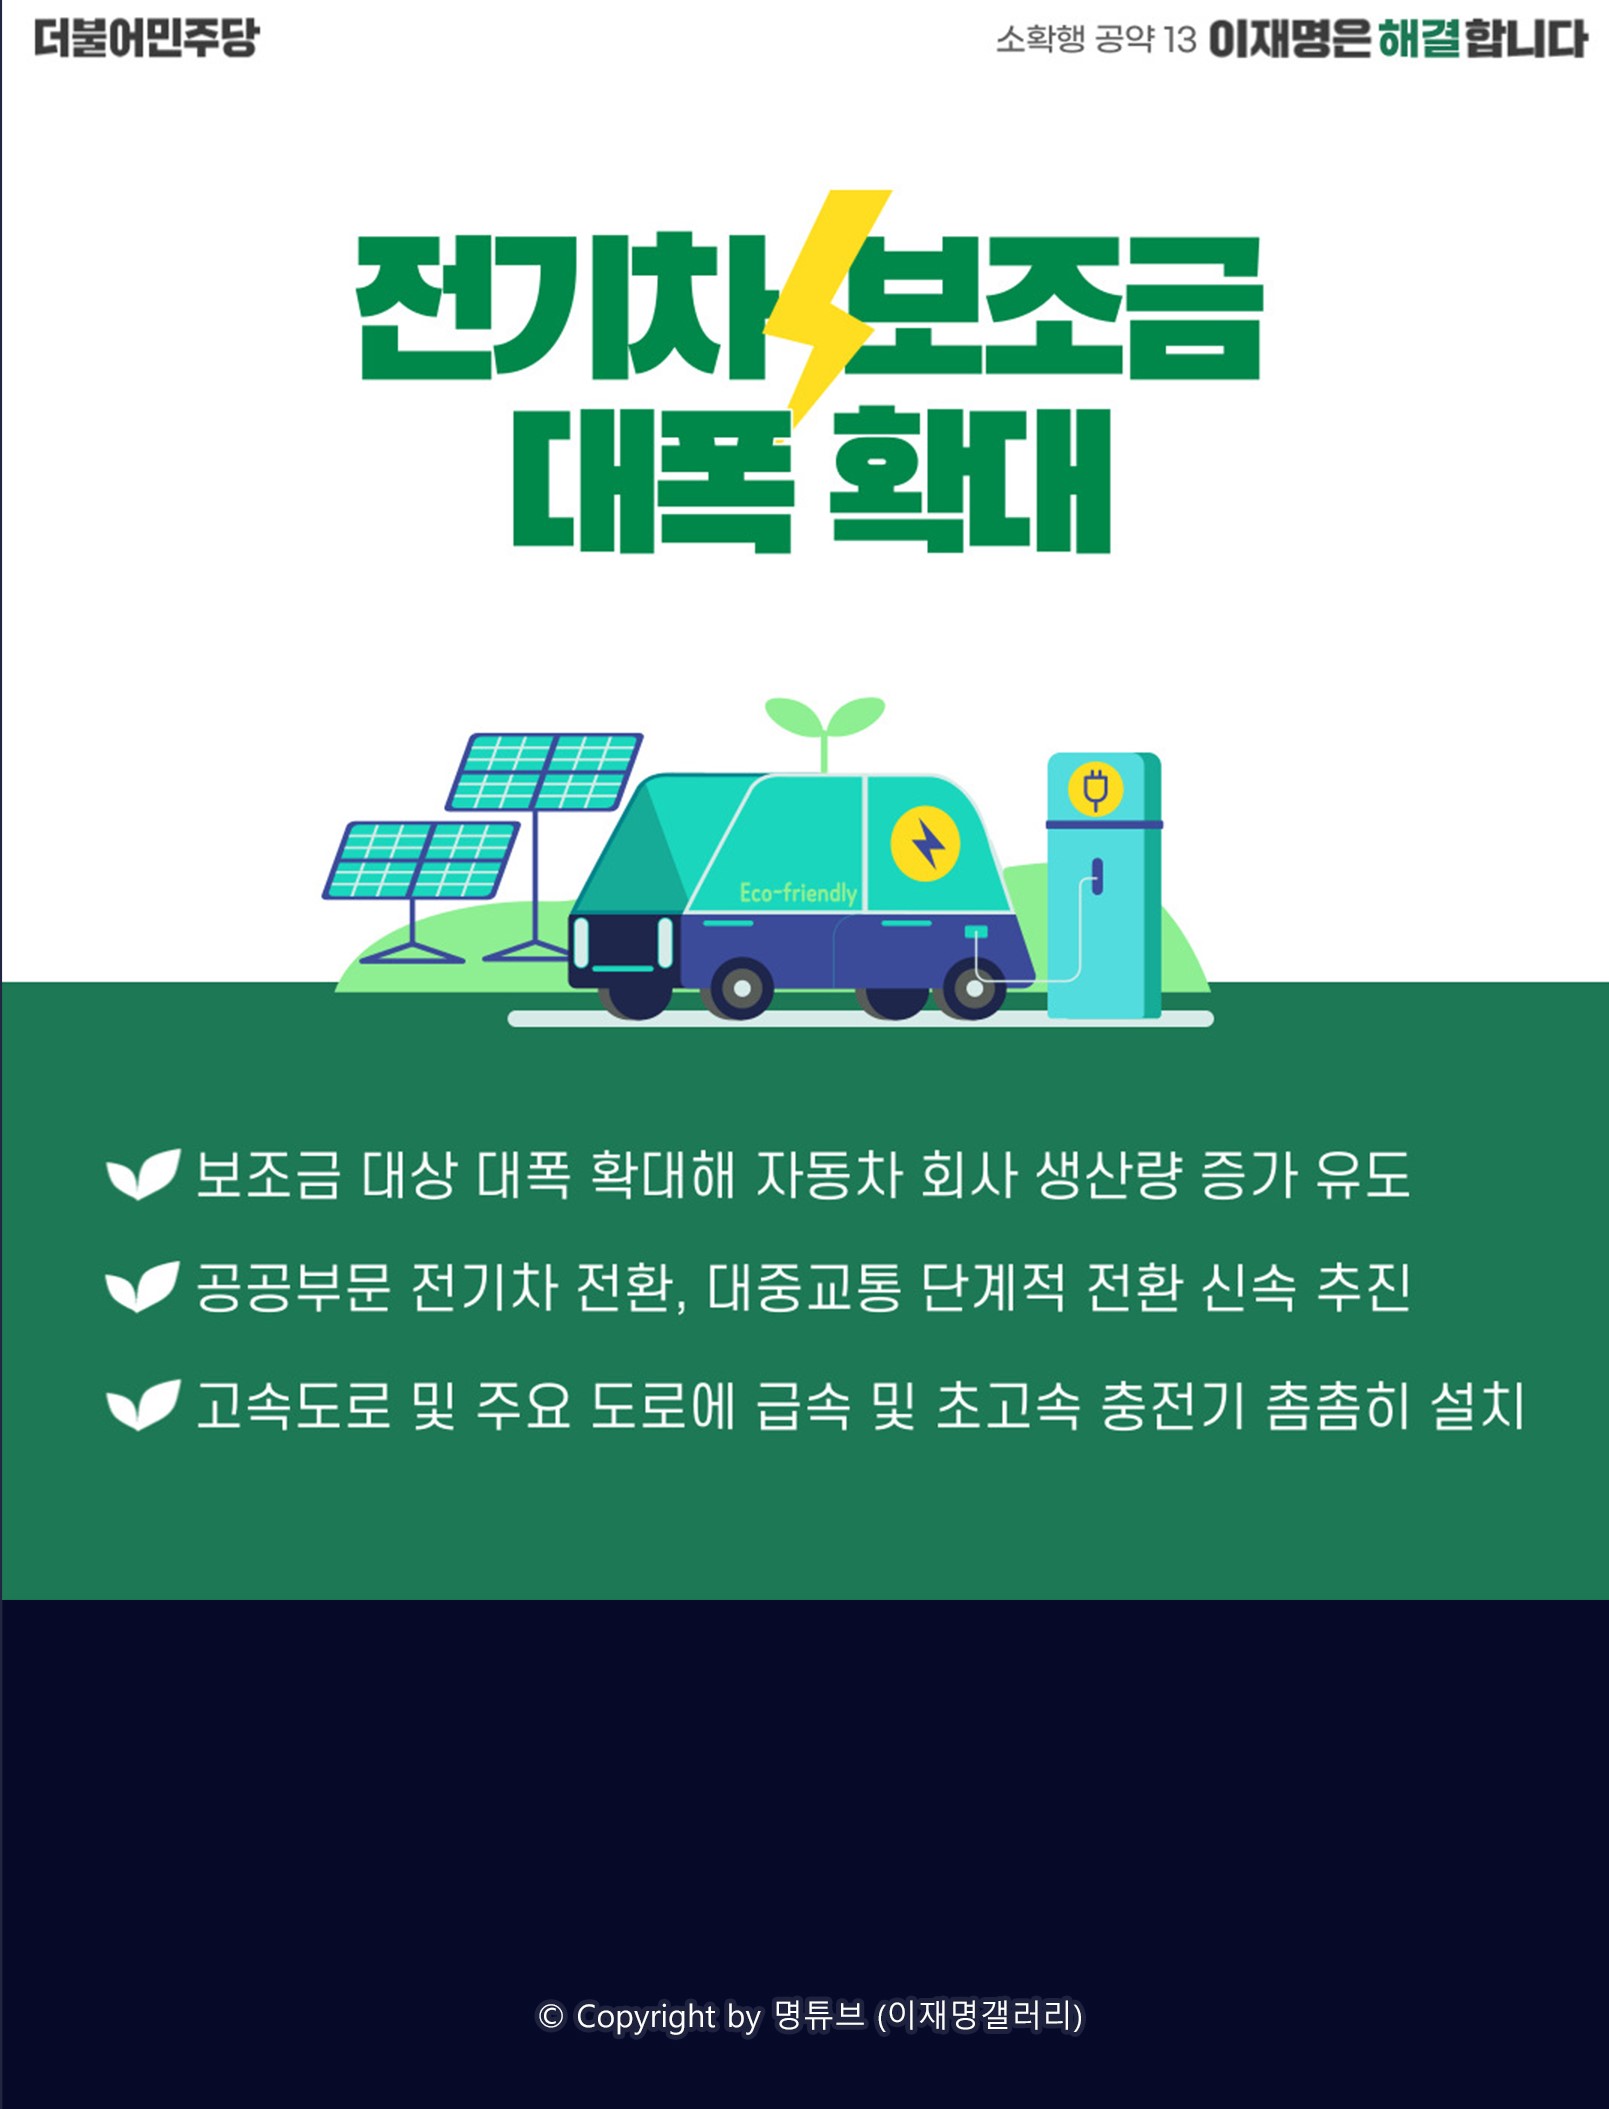 더불어민주당
소확행 공약 13 이재명은 해결합니다
전기차 보조금
대폭 확대
Eco-friendly
보조금 대상 대폭 확대해 자동차 회사 생산량 증가 유도
공공부문 전기차 전환, 대중교통 단계적 전환 신속 추진
고속도로 및 주요 도로에 급속 및 초고속 충전기 촘촘히 설치
© Copyright by 명튜브 (이재명갤러리)